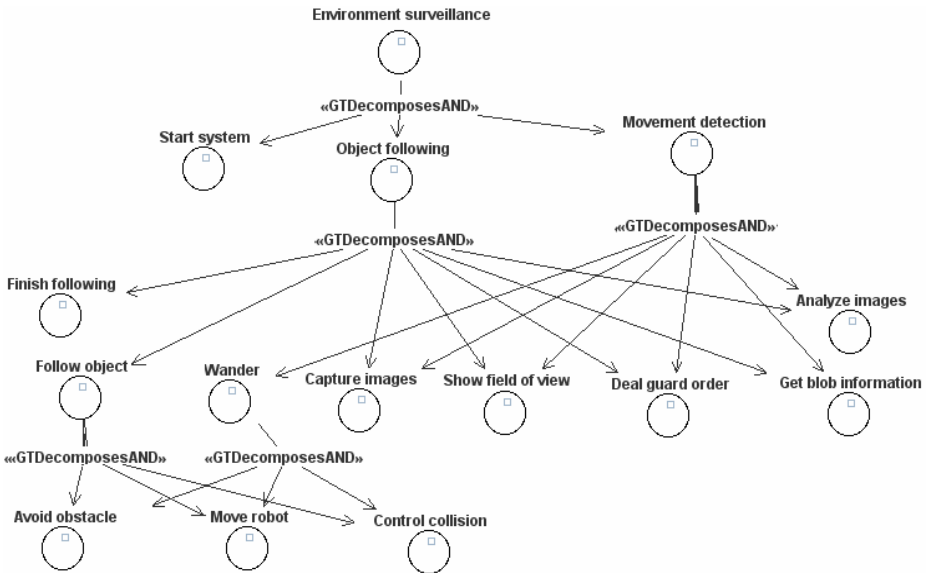 Environment surveillance
«GTDecomposesAND»
Start system
Object following
Movement detection
«GTDecomposesAND»
«GTDecomposesAND»
Finish following
Analyze images
Follow object
Wander
Capture images
Show field of view
Deal guard order
Get blob information
«GTDecomposesAND»
«GTDecomposesAND»
Avoid obstacle
Move robot
Control collision